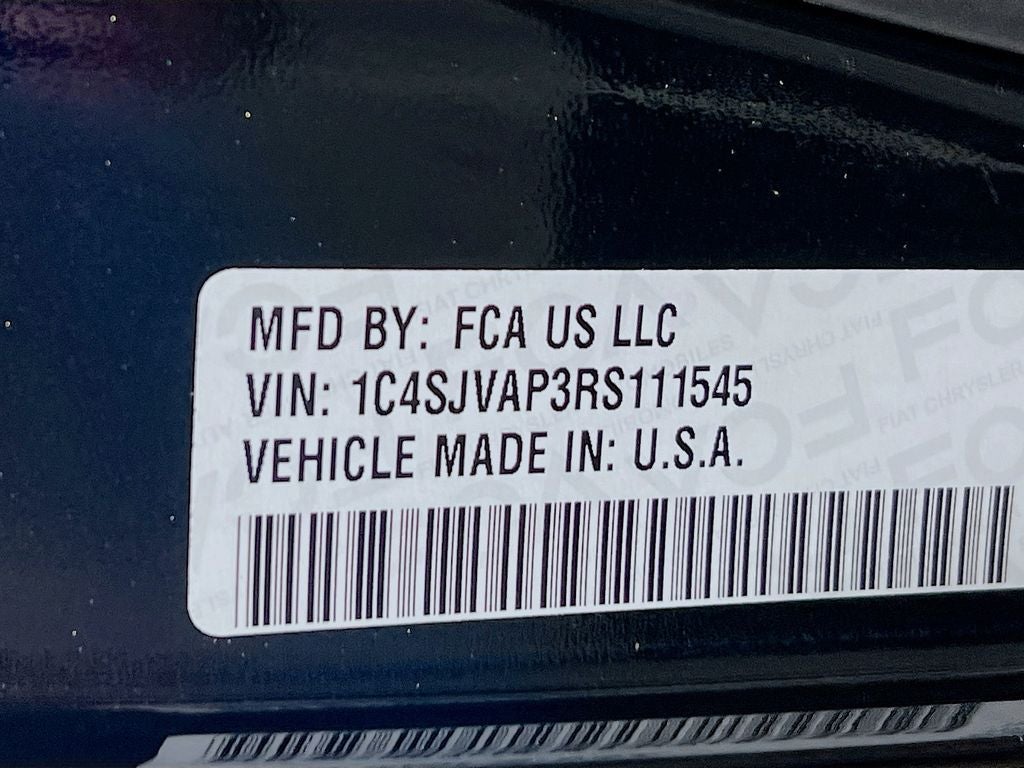 MFD BY: FCA US LLC
VIN: 1C4SJVAP3RS111545
VEHICLE MADE IN: U.S.A.